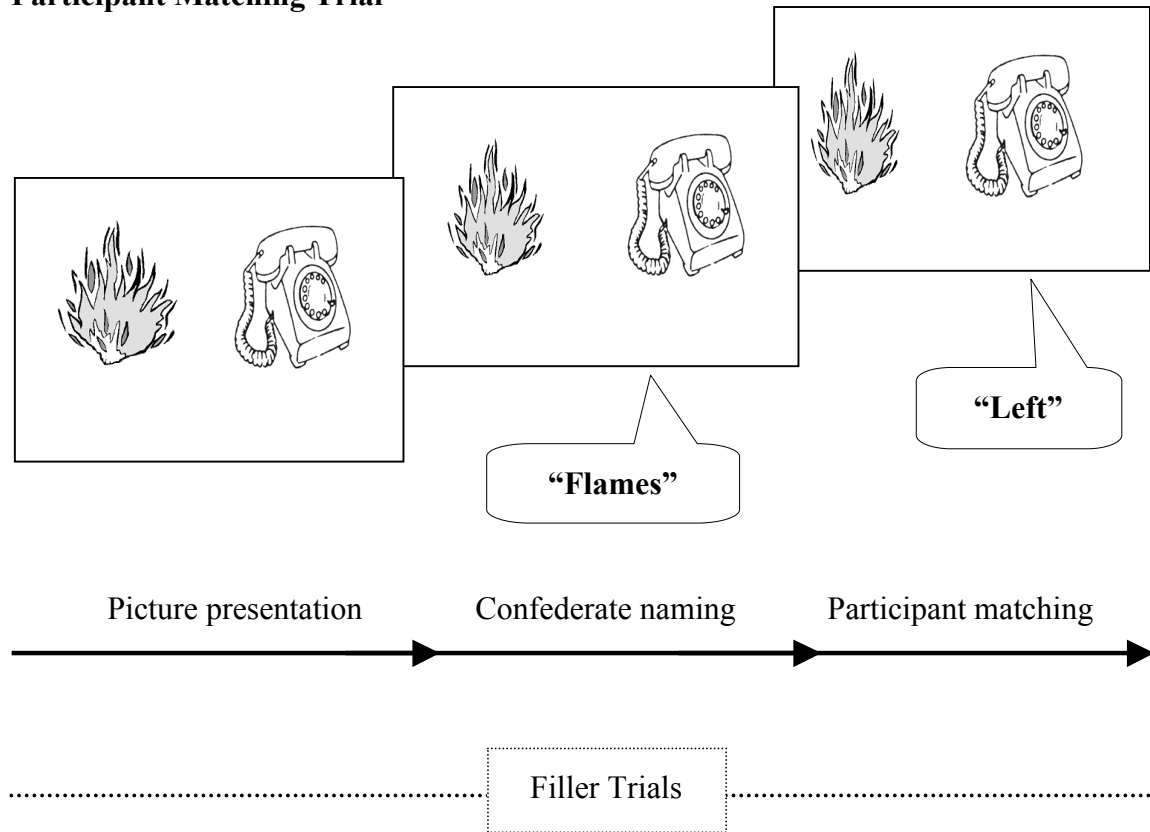 Participant Matching Trial
“Flames”
“Left”
Picture presentation
Confederate naming
Participant matching
Filler Trials